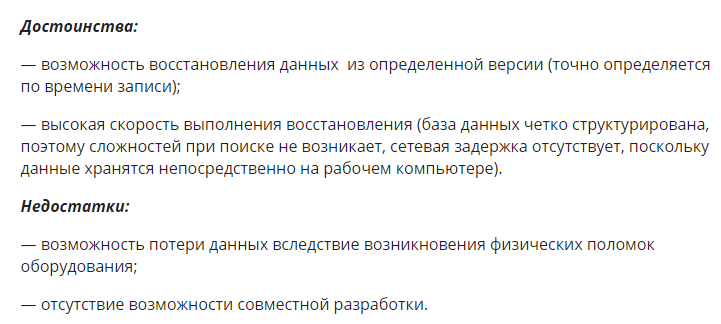 Достоинства:
— возможность восстановления данных из определенной версии (точно определяется
по времени записи);
— высокая скорость выполнения восстановления (база данных четко структурирована,
поэтому сложностей при поиске не возникает, сетевая задержка отсутствует, поскольку
данные хранятся непосредственно на рабочем компьютере).
Недостатки:
— возможность потери данных вследствие возникновения физических поломок
оборудования;
— отсутствие возможности совместной разработки.